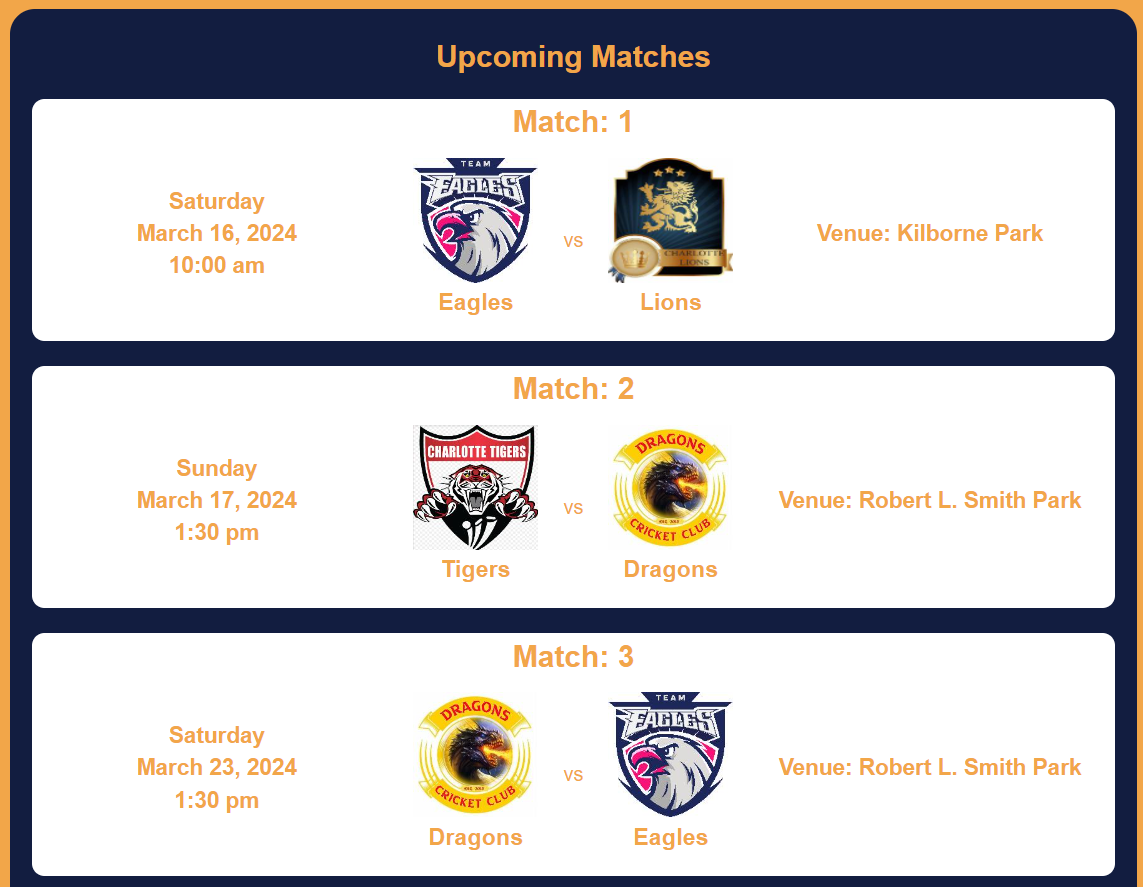 Upcoming Matches
Match: 1
Saturday
March 16, 2024
10:00 am
TEAM
EAGLES
Eagles
vs
CHARLOTTE
LIONS
Lions
Venue: Kilborne Park
Match: 2
Sunday
March 17, 2024
1:30 pm
CHARLOTTE TIGERS
Tigers
vs
DRAGONS
CRICKET CLUB
Dragons
Venue: Robert L. Smith Park
Match: 3
Saturday
March 23, 2024
1:30 pm
DRAGONS
CRICKET CLUB
Dragons
vs
TEAM
EAGLES
Eagles
Venue: Robert L. Smith Park